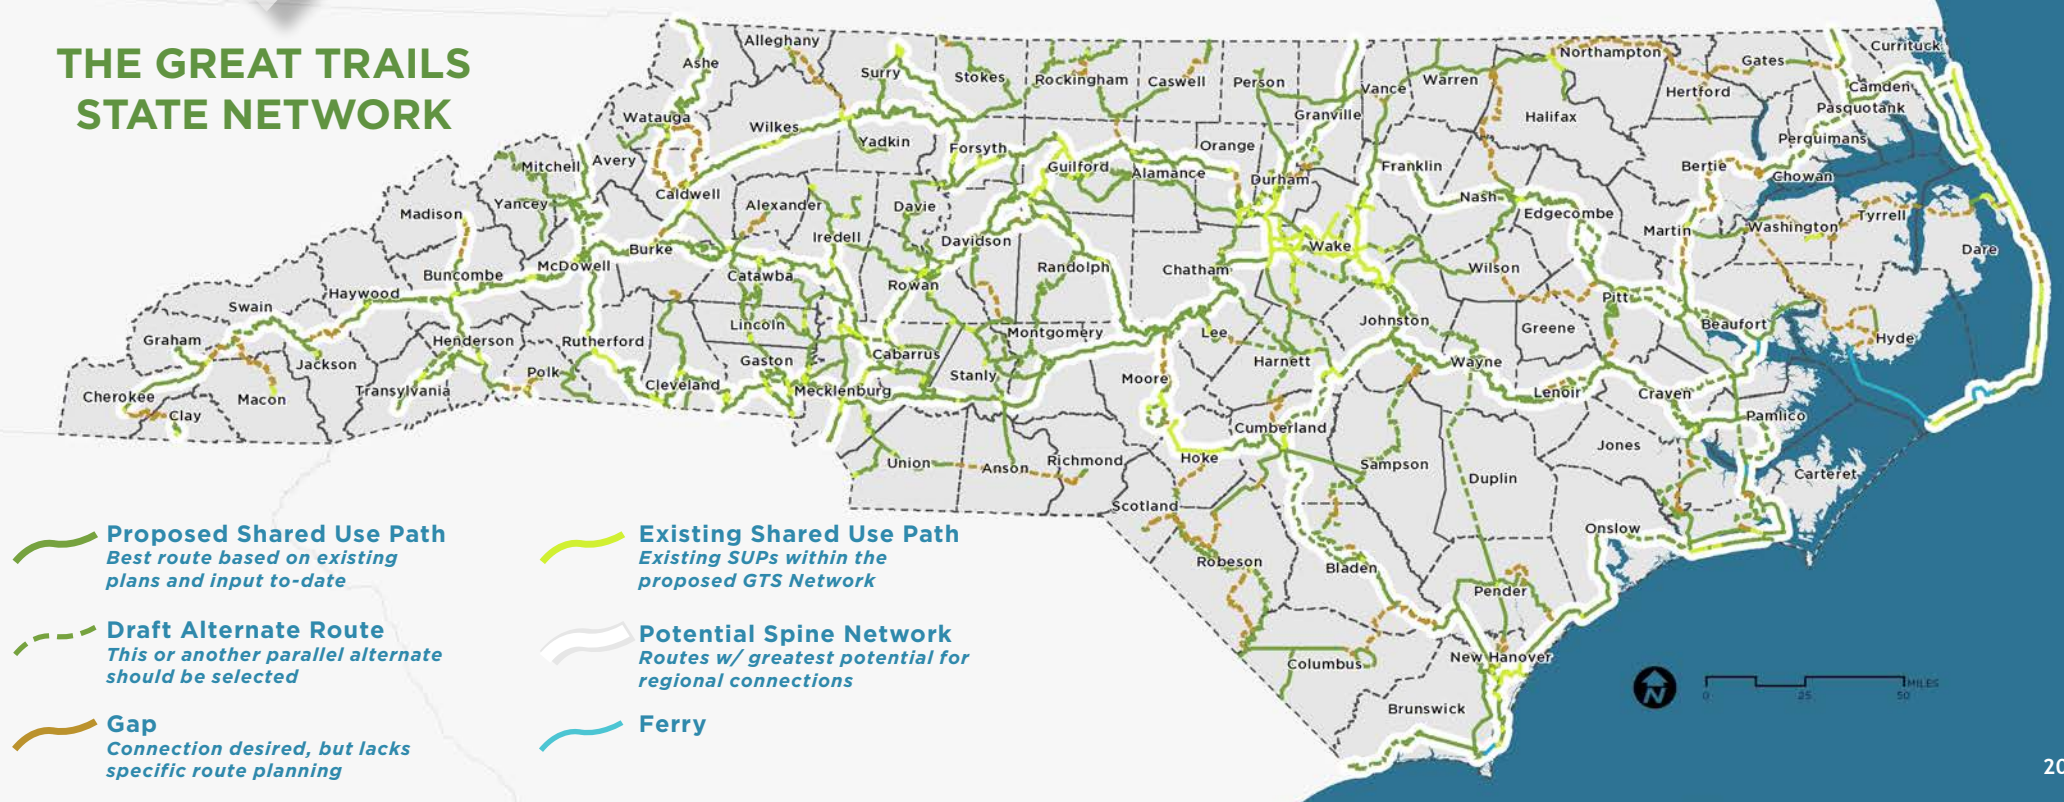 THE GREAT TRAILS
STATE NETWORK
Alleghany
Ashe
Surry
Stokes
Rockingham
Caswell
Person
Vance
Warren
Northampton
Gates
Currituck
Hertford
Camden
Pasquotank
Watauga
Wilkes
Yadkin
Forsyth
Guilford
Alamance
Orange
Granville
Durham
Franklin
Halifax
Perquimans
Bertie
Chowan
Mitchell
Avery
Caldwell
Yancey
Madison
Alexander
Davie
Iredell
Davidson
Nash
Edgecombe
Martin
Washington
Tyrrell
Dare
Burke
McDowell
Buncombe
Catawba
Rowan
Randolph
Chatham
Wake
Wilson
Pitt
Haywood
Swain
Graham
Jackson
Henderson
Rutherford
Lincoln
Gaston
Cabarrus
Montgomery
Lee
Johnston
Greene
Beaufort
Hyde
Cherokee
Clay
Macon
Transylvania
Polk
Cleveland
Mecklenburg
Stanly
Moore
Harnett
Wayne
Lenoir
Craven
Pamlico
Union
Anson
Richmond
Hoke
Cumberland
Sampson
Duplin
Jones
Carteret
Scotland
Robeson
Bladen
Onslow
Pender
Columbus
New Hanover
Brunswick
Proposed Shared Use Path
Best route based on existing
plans and input to-date
Draft Alternate Route
This or another parallel alternate
should be selected
Gap
Connection desired, but lacks
specific route planning
Existing Shared Use Path
Existing SUPs within the
proposed GTS Network
Potential Spine Network
Routes w/ greatest potential for
regional connections
Ferry
N
MILES
0 25 50
20